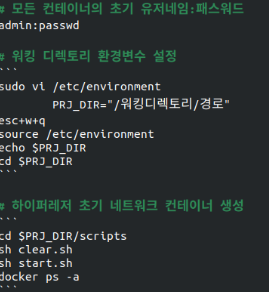 # 모든 컨테이너의 초기 유저네임:패스워드
admin:passwd
# 워킹 디렉토리 환경변수 설정
```
sudo vi /etc/environment
PRJ_DIR="/워킹디렉토리/경로"
esc+w+q
source /etc/environment
echo $PRJ_DIR
cd $PRJ_DIR
```
# 하이퍼레저 초기 네트워크 컨테이너 생성
```
cd $PRJ_DIR/scripts
sh clear.sh
sh start.sh
docker ps -a
```